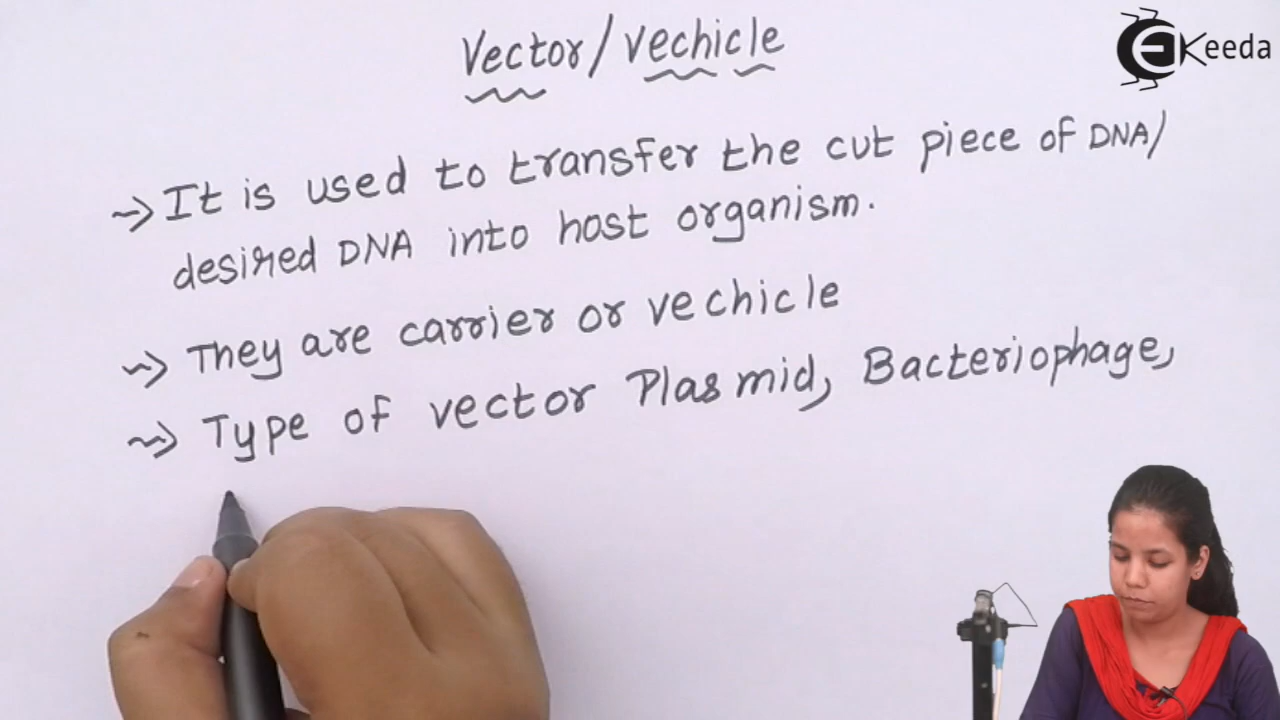 Vector/vechicle
EKeeda
~> It is used to transfer the cut piece of DNA/
desired DNA into host organism.
~> They are carrier or vechicle
~> Type of vector Plasmid, Bacteriophage,